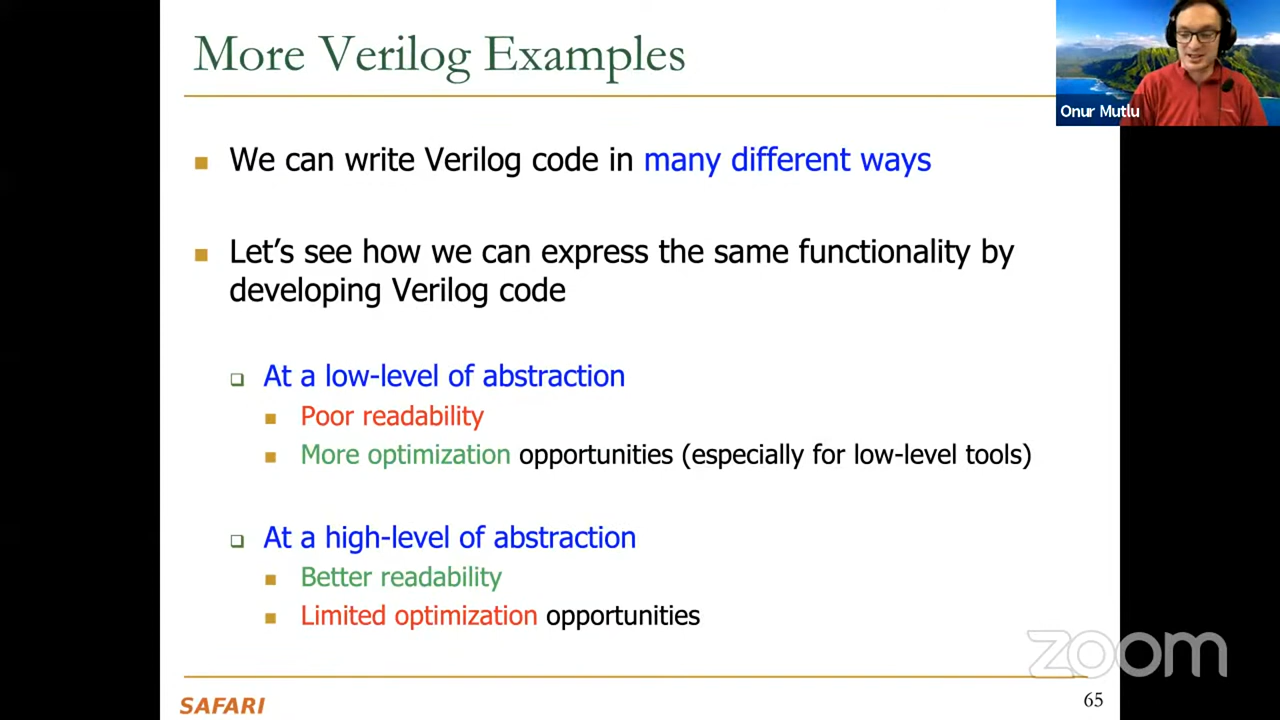 More Verilog Examples
Onur Mutlu
We can write Verilog code in many different ways
Let's see how we can express the same functionality by
developing Verilog code
At a low-level of abstraction
Poor readability
More optimization opportunities (especially for low-level tools)
At a high-level of abstraction
Better readability
Limited optimization opportunities
zoom
SAFARI
65